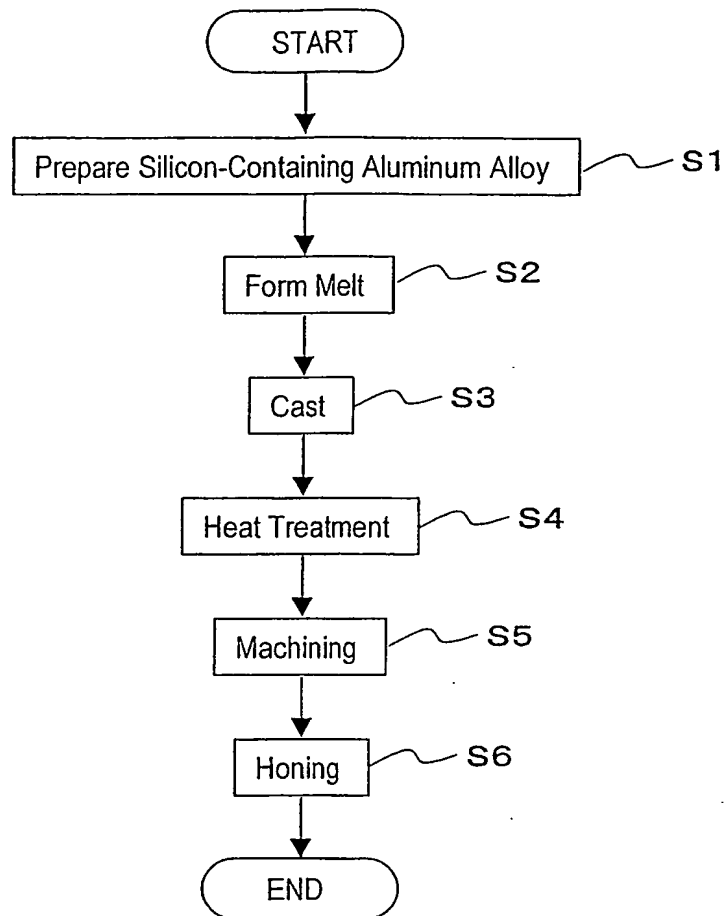 START
Prepare Silicon-Containing Aluminum Alloy S1
Form Melt S2
Cast S3
Heat Treatment S4
Machining S5
Honing S6
END